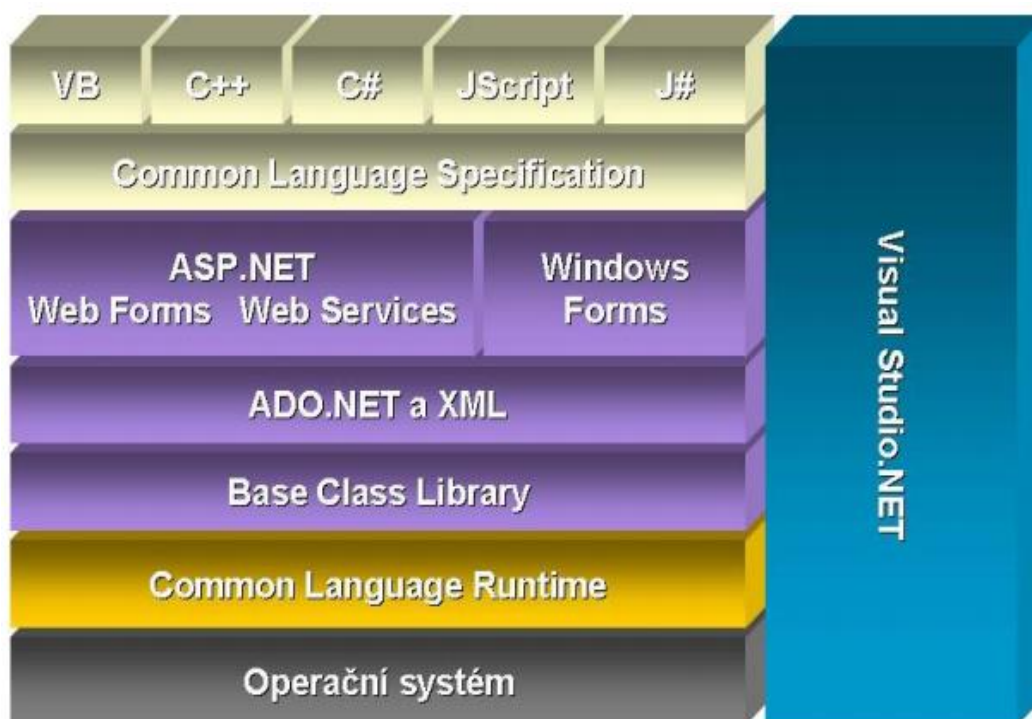 VB C++ C# JScript J#
Common Language Specification
ASP.NET
Web Forms Web Services
Windows
Forms
ADO.NET a XML
Base Class Library
Common Language Runtime
Operační systém
Visual Studio.NET